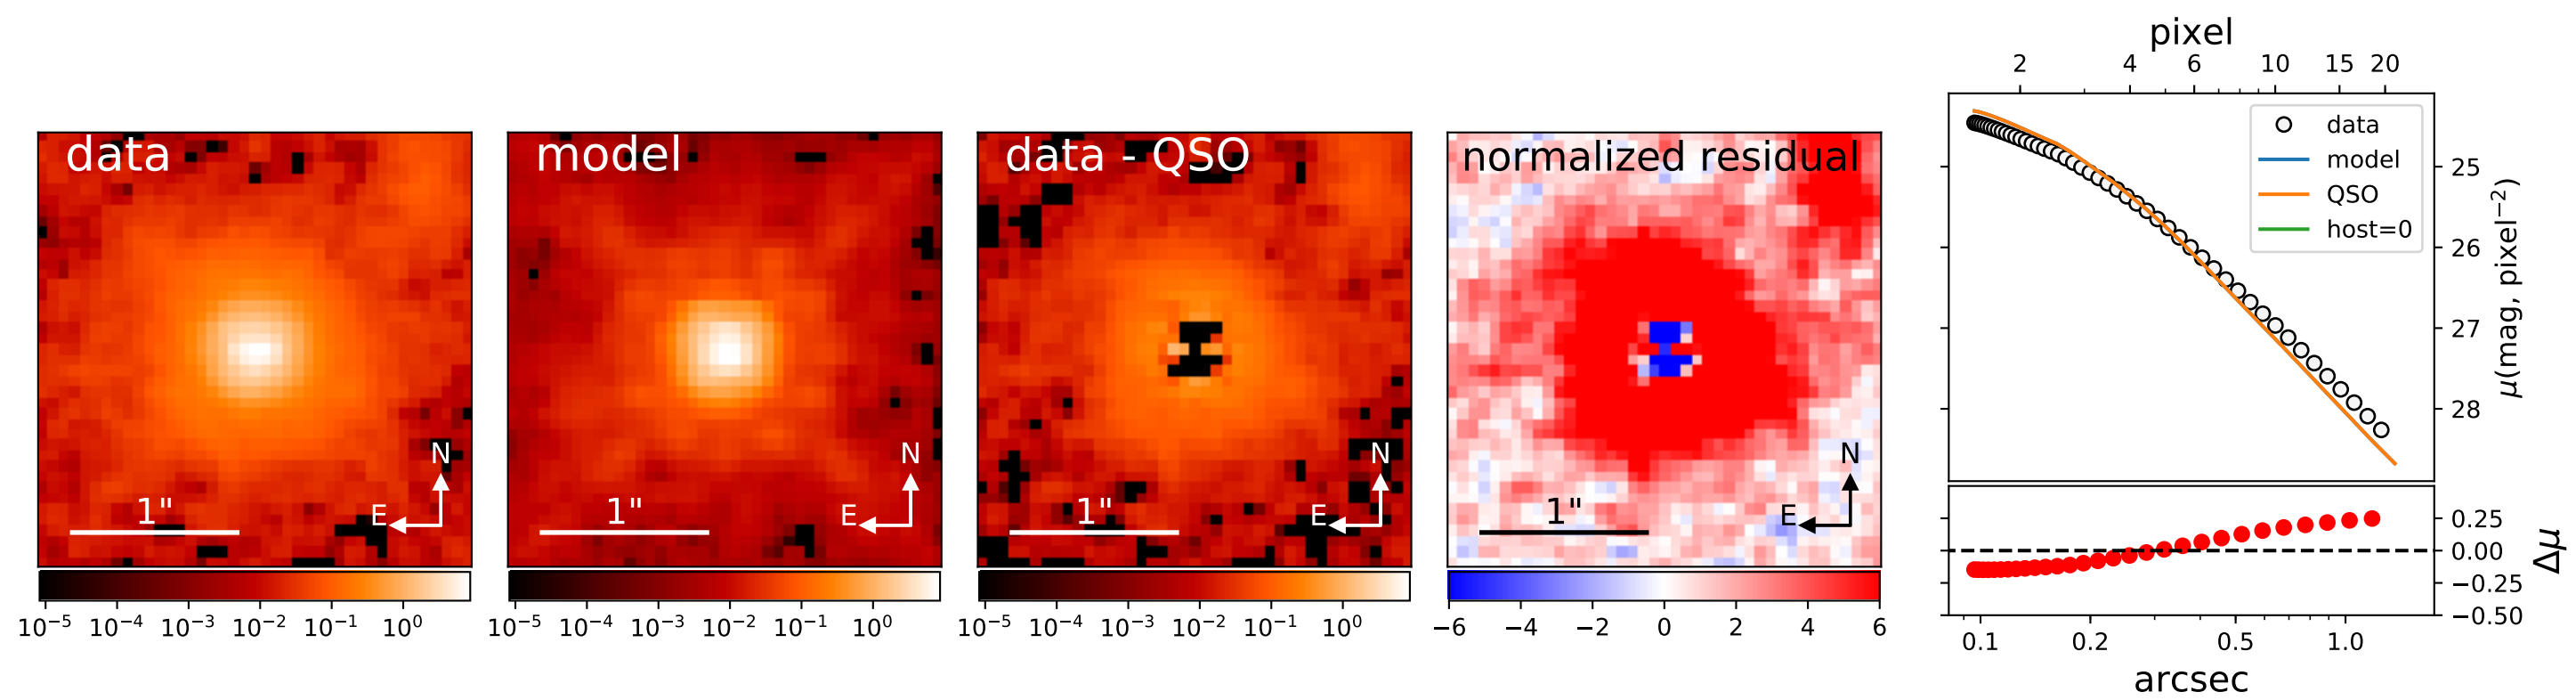 data
N
E
1"
10⁻⁵ 10⁻⁴ 10⁻³ 10⁻² 10⁻¹ 10⁰
model
N
E
1"
10⁻⁵ 10⁻⁴ 10⁻³ 10⁻² 10⁻¹ 10⁰
data - QSO
N
E
1"
10⁻⁵ 10⁻⁴ 10⁻³ 10⁻² 10⁻¹ 10⁰
normalized residual
N
E
1"
−6 −4 −2 0 2 4 6
pixel
2 4 6 10 15 20
data
model
QSO
host=0
25
26
27
28
μ(mag, pixel⁻²)
0.25
0.00
−0.25
−0.50
Δμ
0.1 0.2 0.5 1.0
arcsec